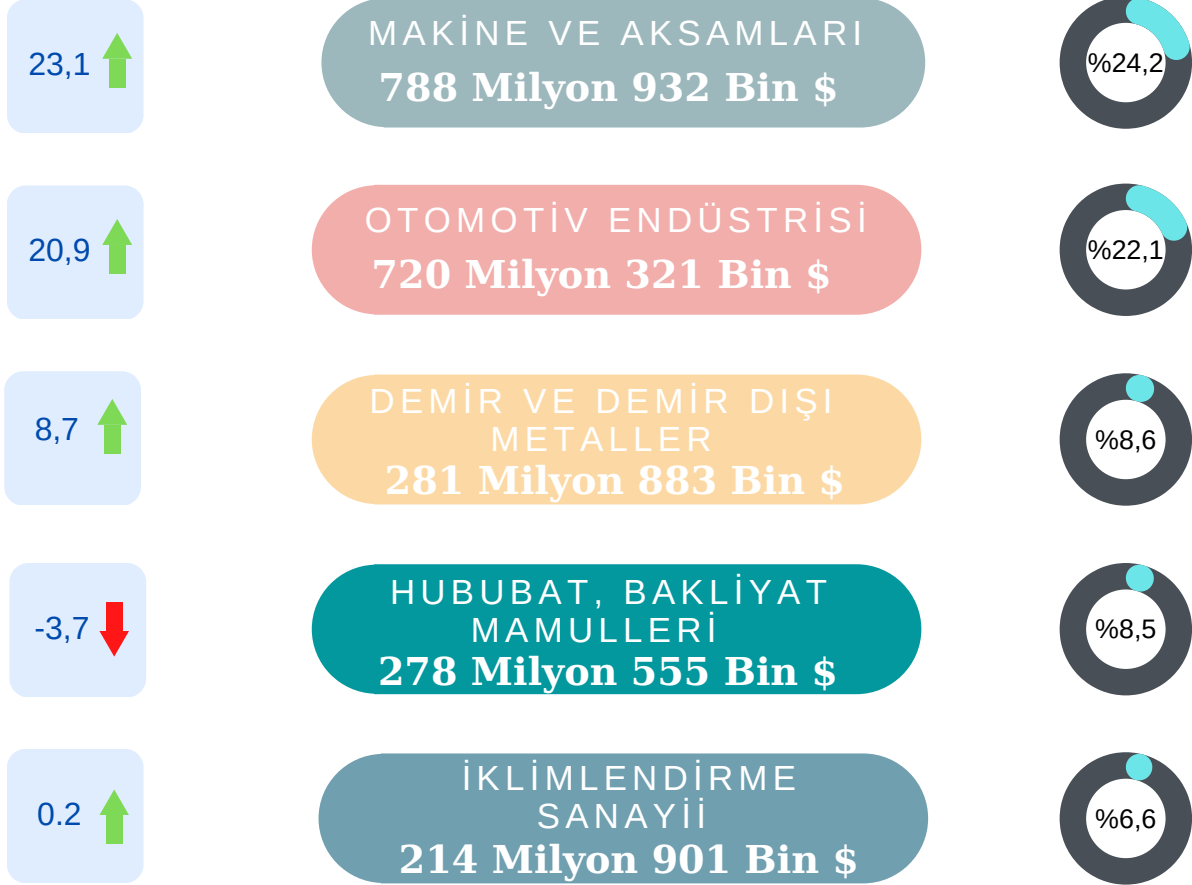 23,1
MAKİNE VE AKSAMLARI
788 Milyon 932 Bin $
%24,2
20,9
OTOMOTİV ENDÜSTRİSİ
720 Milyon 321 Bin $
%22,1
8,7
DEMİR VE DEMİR DIŞI
METALLER
281 Milyon 883 Bin $
%8,6
-3,7
HUBUBAT, BAKLİYAT
MAMULLERİ
278 Milyon 555 Bin $
%8,5
0.2
İKLİMLENDİRME
SANAYİİ
214 Milyon 901 Bin $
%6,6